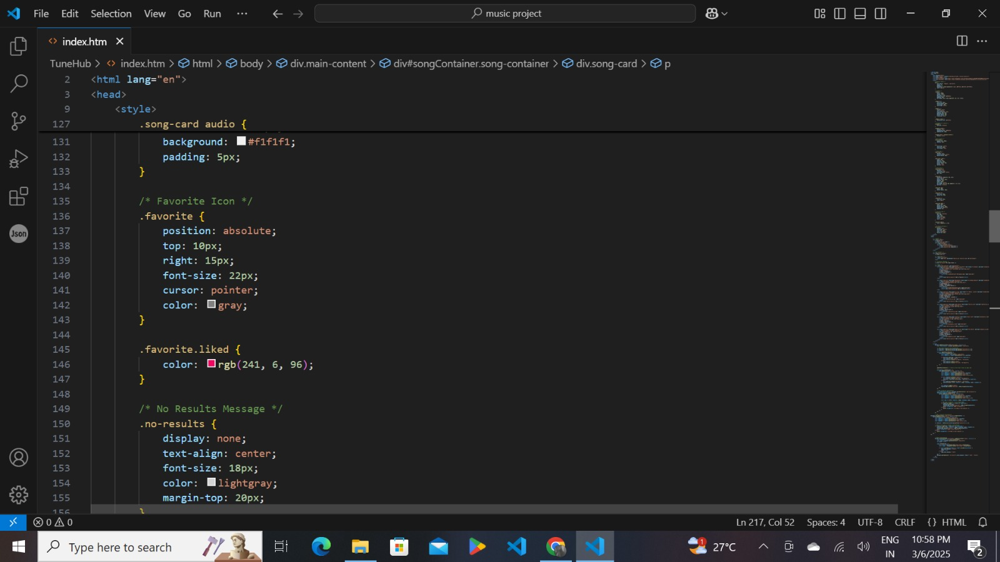 File Edit Selection View Go Run ··· music project
index.htm
TuneHub > index.htm > html > body > div.main-content > div#songContainer.song-container > div.song-card > p
2 <html lang="en">
3 <head>
9 <style>
127 .song-card audio {
131 background: #f1f1f1;
132 padding: 5px;
133 }
134
135 /* Favorite Icon */
136 .favorite {
137 position: absolute;
138 top: 10px;
139 right: 15px;
140 font-size: 22px;
141 cursor: pointer;
142 color: gray;
143 }
144
145 .favorite.liked {
146 color: rgb(241, 6, 96);
147 }
148
149 /* No Results Message */
150 .no-results {
151 display: none;
152 text-align: center;
153 font-size: 18px;
154 color: lightgray;
155 margin-top: 20px;
156 }
Json
0 0 Ln 217, Col 52 Spaces: 4 UTF-8 CRLF {} HTML
Type here to search
1
27°C
ENG
IN
10:58 PM
3/6/2025
2